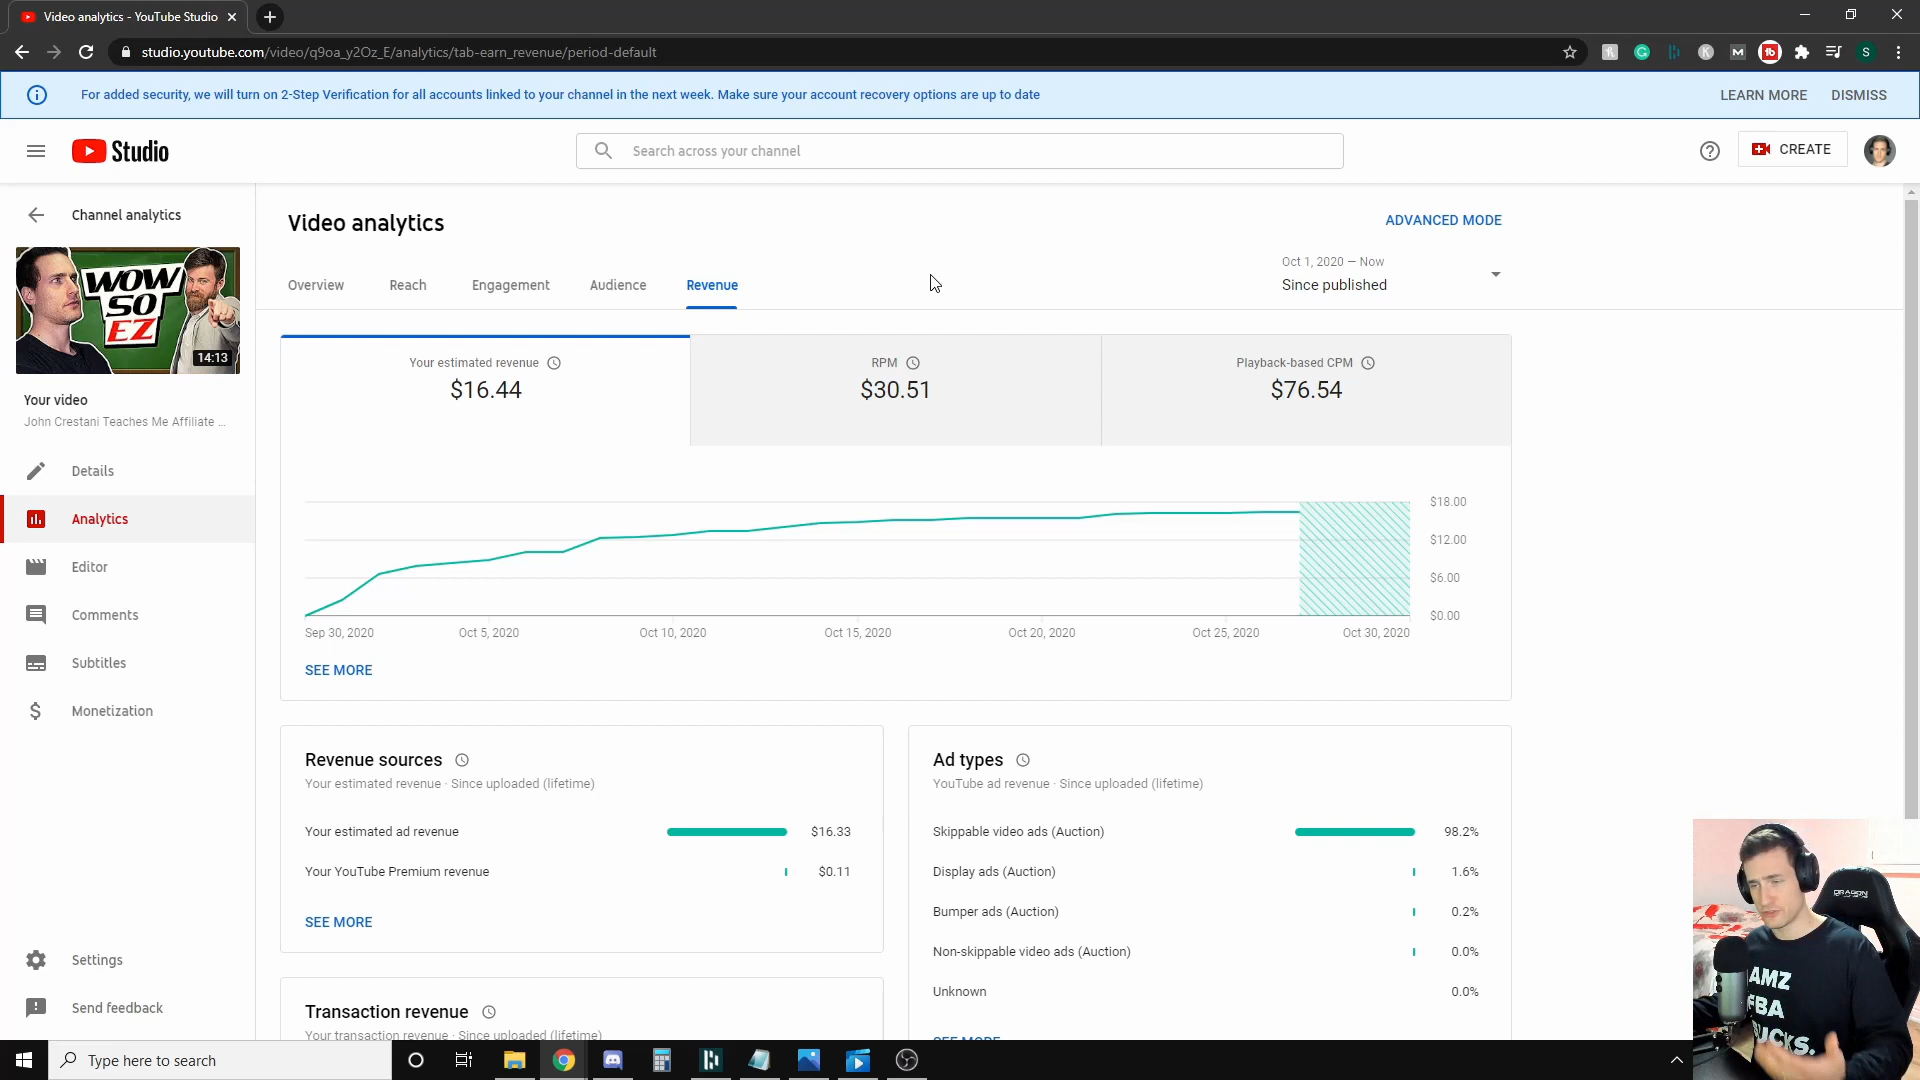 Video analytics - YouTube Studio
studio.youtube.com/video/q9oa_y2Oz_E/analytics/tab-earn_revenue/period-default
For added security, we will turn on 2-Step Verification for all accounts linked to your channel in the next week. Make sure your account recovery options are up to date
LEARN MORE
DISMISS
Studio
Search across your channel
CREATE
Channel analytics
WOW
SO
EZ
14:13
Your video
John Crestani Teaches Me Affiliate ...
Details
Analytics
Editor
Comments
Subtitles
Monetization
Settings
Send feedback
Video analytics
ADVANCED MODE
Overview
Reach
Engagement
Audience
Revenue
Oct 1, 2020 – Now
Since published
Your estimated revenue
$16.44
RPM
$30.51
Playback-based CPM
$76.54
$18.00
$12.00
$6.00
$0.00
Sep 30, 2020
Oct 5, 2020
Oct 10, 2020
Oct 15, 2020
Oct 20, 2020
Oct 25, 2020
Oct 30, 2020
SEE MORE
Revenue sources
Your estimated revenue · Since uploaded (lifetime)
Your estimated ad revenue $16.33
Your YouTube Premium revenue $0.11
SEE MORE
Transaction revenue
Your transaction revenue · Since uploaded (lifetime)
Ad types
YouTube ad revenue · Since uploaded (lifetime)
Skippable video ads (Auction) 98.2%
Display ads (Auction) 1.6%
Bumper ads (Auction) 0.2%
Non-skippable video ads (Auction) 0.0%
Unknown 0.0%
SEE MORE
DRAGON
AMZ
FBA
SUCKS.
Type here to search